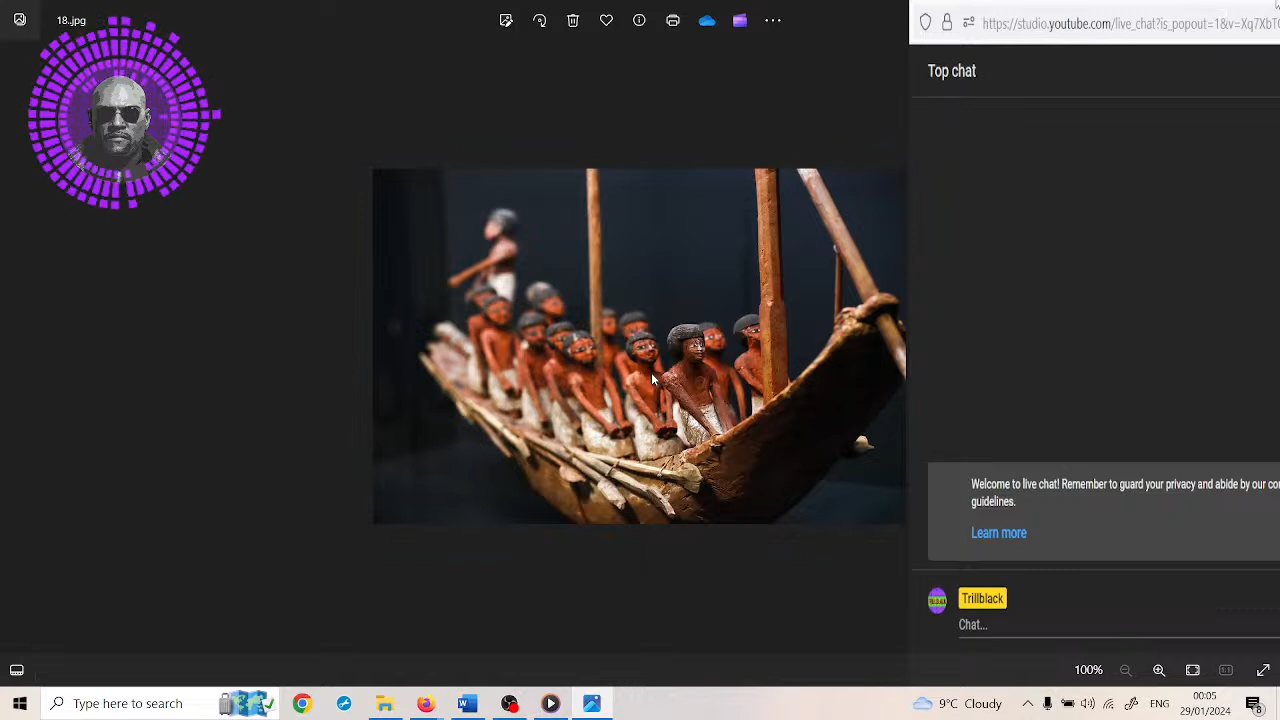 18.jpg
https://studio.youtube.com/live_chat?is_popout=1&v=Xq7Xb1
Top chat
Welcome to live chat! Remember to guard your privacy and abide by our co
guidelines.
Learn more
Trillblack
Chat...
100%
Type here to search
9°C Cloudy
00:05
29/01/2024